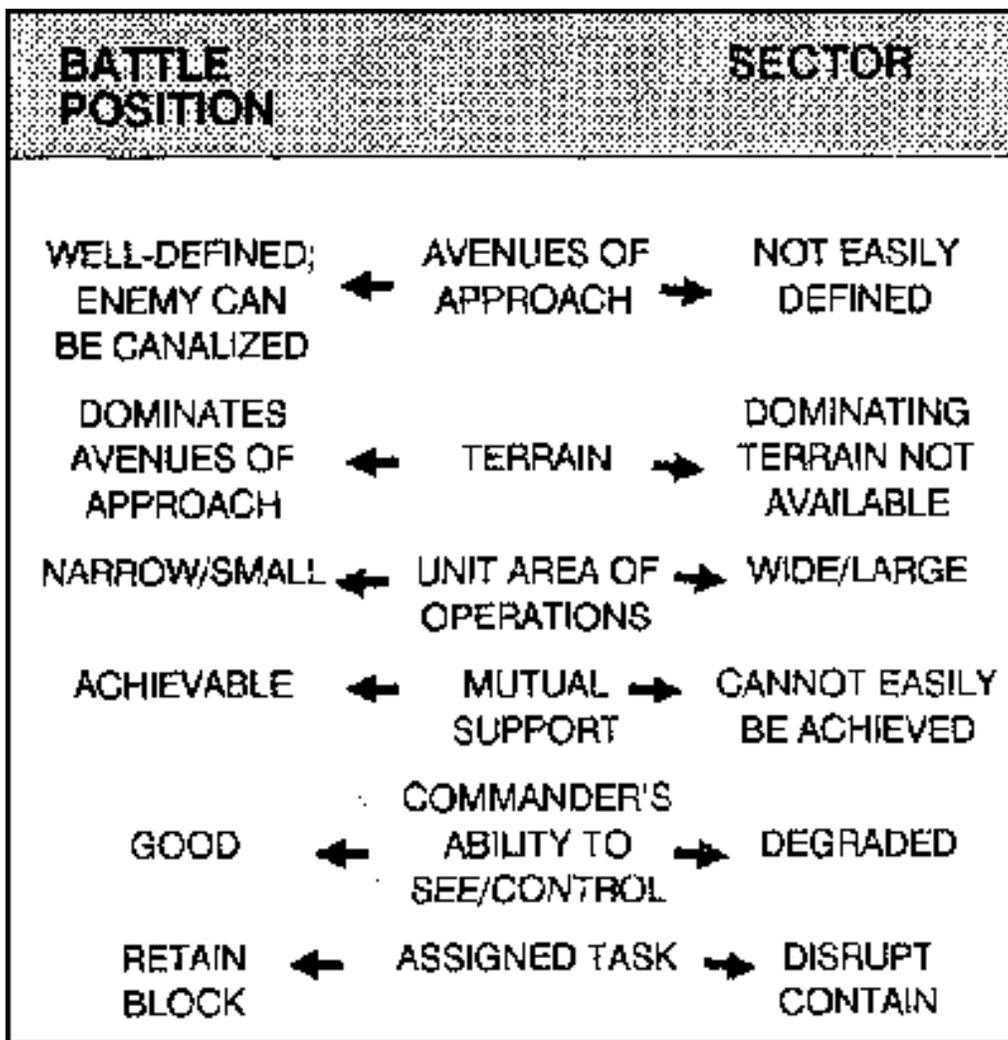 BATTLE
POSITION
SECTOR
WELL-DEFINED;
ENEMY CAN
BE CANALIZED
AVENUES OF
APPROACH
NOT EASILY
DEFINED
DOMINATES
AVENUES OF
APPROACH
TERRAIN
DOMINATING
TERRAIN NOT
AVAILABLE
NARROW/SMALL
UNIT AREA OF
OPERATIONS
WIDE/LARGE
ACHIEVABLE
MUTUAL
SUPPORT
CANNOT EASILY
BE ACHIEVED
GOOD
COMMANDER'S
ABILITY TO
SEE/CONTROL
DEGRADED
RETAIN
BLOCK
ASSIGNED TASK
DISRUPT
CONTAIN